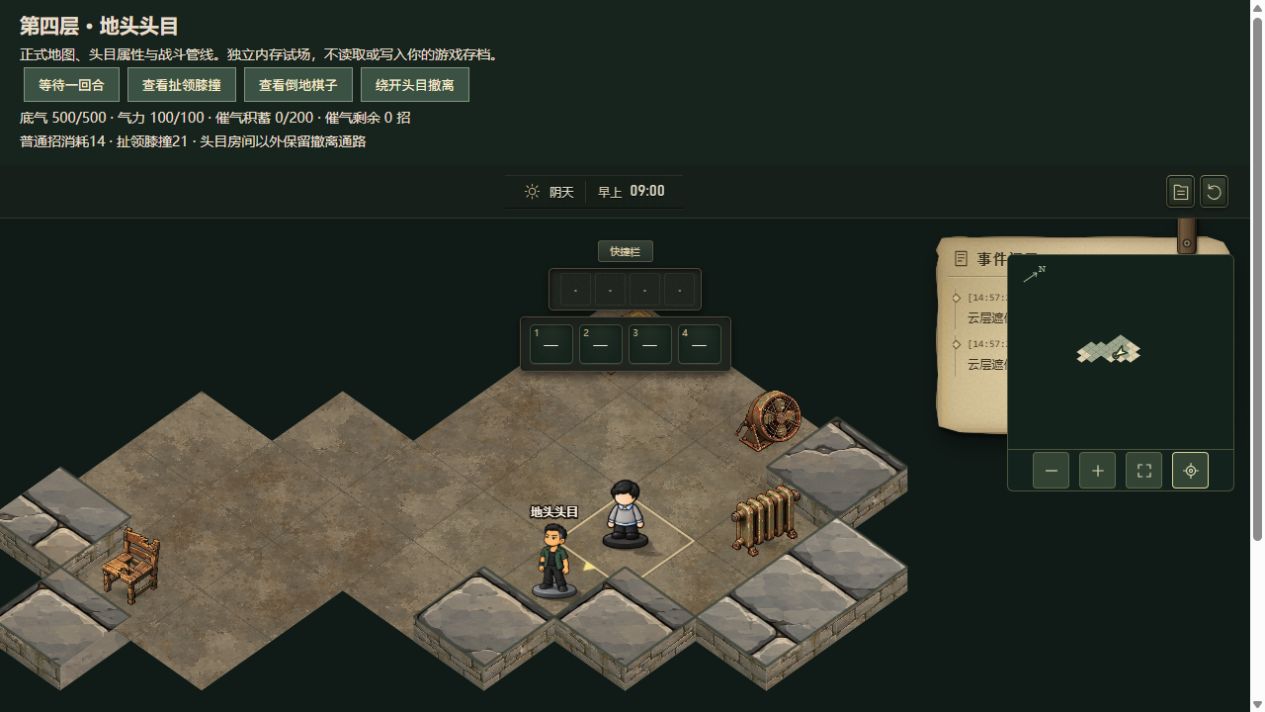 第四层·地头头目
正式地图、头目属性与战斗管线。独立内存试场，不读取或写入你的游戏存档。
等待一回合 查看扯领膝撞 查看倒地棋子 绕开头目撤离
底气 500/500 · 气力 100/100 · 催气积蓄 0/200 · 催气剩余 0 招
普通招消耗14 · 扯领膝撞21 · 头目房间以外保留撤离通路
阴天 早上 09:00
快捷栏
1 — 2 — 3 — 4 —
事件
[14:57:
云层遮
[14:57:
云层遮
N
地头头目